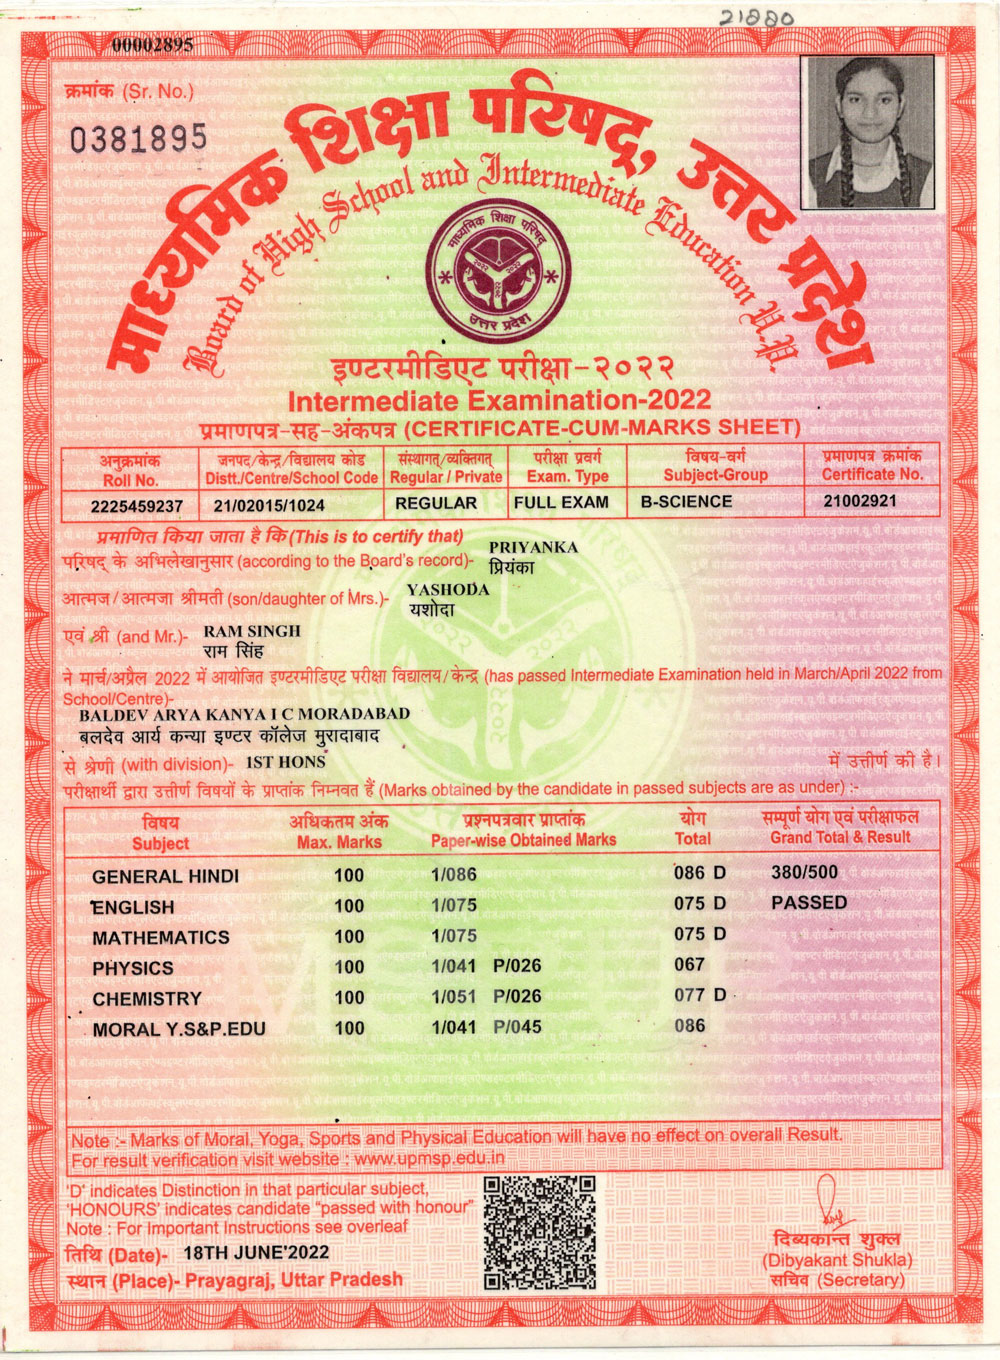 21880
00002895
क्रमांक (Sr. No.)
0381895
माध्यमिक शिक्षा परिषद्, उत्तर प्रदेश
Board of High School and Intermediate Education U.P.
माध्यमिक शिक्षा परिषद्
२०२२ २०२२
उत्तर प्रदेश
इण्टरमीडिएट परीक्षा-२०२२
Intermediate Examination-2022
प्रमाणपत्र-सह-अंकपत्र (CERTIFICATE-CUM-MARKS SHEET)
अनुक्रमांक जनपद/केन्द्र/विद्यालय कोड संस्थागत्/व्यक्तिगत् परीक्षा प्रवर्ग विषय-वर्ग प्रमाणपत्र क्रमांक
Roll No. Distt./Centre/School Code Regular / Private Exam. Type Subject-Group Certificate No.
2225459237 21/02015/1024 REGULAR FULL EXAM B-SCIENCE 21002921
प्रमाणित किया जाता है कि (This is to certify that)
PRIYANKA
परिषद् के अभिलेखानुसार (according to the Board's record)- प्रियंका
YASHODA
आत्मज/आत्मजा श्रीमती (son/daughter of Mrs.)- यशोदा
एवं श्री (and Mr.)- RAM SINGH
राम सिंह
ने मार्च/अप्रैल 2022 में आयोजित इण्टरमीडिएट परीक्षा विद्यालय/केन्द्र (has passed Intermediate Examination held in March/April 2022 from
School/Centre)-
BALDEV ARYA KANYA I C MORADABAD
बलदेव आर्य कन्या इण्टर कॉलेज मुरादाबाद
से श्रेणी (with division)- 1ST HONS में उत्तीर्ण की है।
परीक्षार्थी द्वारा उत्तीर्ण विषयों के प्राप्तांक निम्नवत हैं (Marks obtained by the candidate in passed subjects are as under) :-
विषय अधिकतम अंक प्रश्नपत्रवार प्राप्तांक योग सम्पूर्ण योग एवं परीक्षाफल
Subject Max. Marks Paper-wise Obtained Marks Total Grand Total & Result
GENERAL HINDI 100 1/086 086 D 380/500
ENGLISH 100 1/075 075 D PASSED
MATHEMATICS 100 1/075 075 D
PHYSICS 100 1/041 P/026 067
CHEMISTRY 100 1/051 P/026 077 D
MORAL Y.S&P.EDU 100 1/041 P/045 086
Note :- Marks of Moral, Yoga, Sports and Physical Education will have no effect on overall Result.
For result verification visit website : www.upmsp.edu.in
'D' indicates Distinction in that particular subject,
'HONOURS' indicates candidate "passed with honour"
Note : For Important Instructions see overleaf
तिथि (Date)- 18TH JUNE'2022
स्थान (Place)- Prayagraj, Uttar Pradesh
दिब्यकान्त शुक्ल
(Dibyakant Shukla)
सचिव (Secretary)